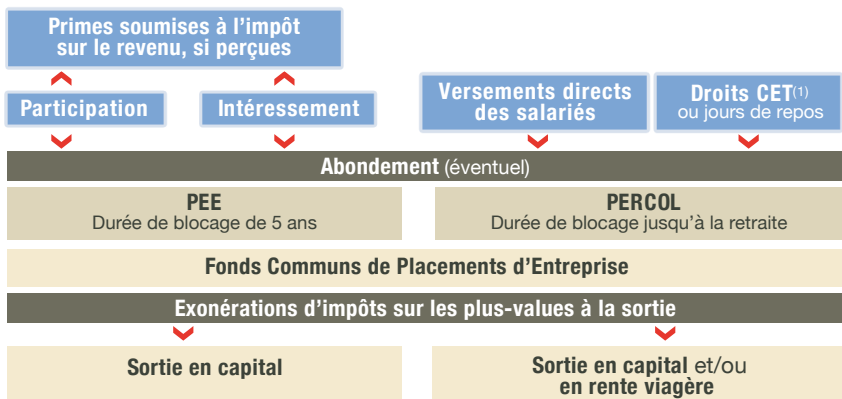 Primes soumises à l’impôt
sur le revenu, si perçues
Participation
Intéressement
Versements directs
des salariés
Droits CET(1)
ou jours de repos
Abondement (éventuel)
PEE
Durée de blocage de 5 ans
PERCOL
Durée de blocage jusqu’à la retraite
Fonds Communs de Placements d’Entreprise
Exonérations d’impôts sur les plus-values à la sortie
Sortie en capital
Sortie en capital et/ou
en rente viagère